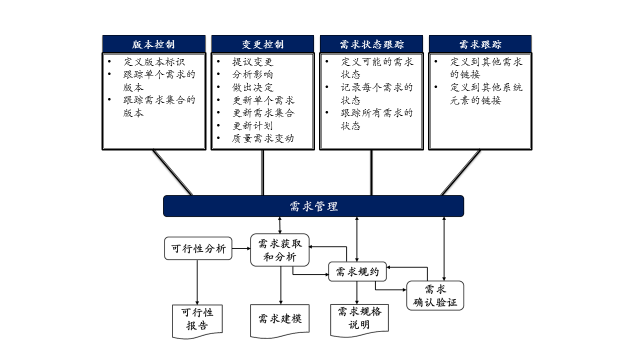 版本控制
定义版本标识
跟踪单个需求的
版本
跟踪需求集合的
版本
变更控制
提议变更
分析影响
做出决定
更新单个需求
更新需求集合
更新计划
质量需求变动
需求状态跟踪
定义可能的需求
状态
记录每个需求的
状态
跟踪所有需求的
状态
需求跟踪
定义到其他需求
的链接
定义到其他系统
元素的链接
需求管理
可行性分析
需求获取
和分析
需求规约
需求
确认验证
可行性
报告
需求建模
需求规格
说明